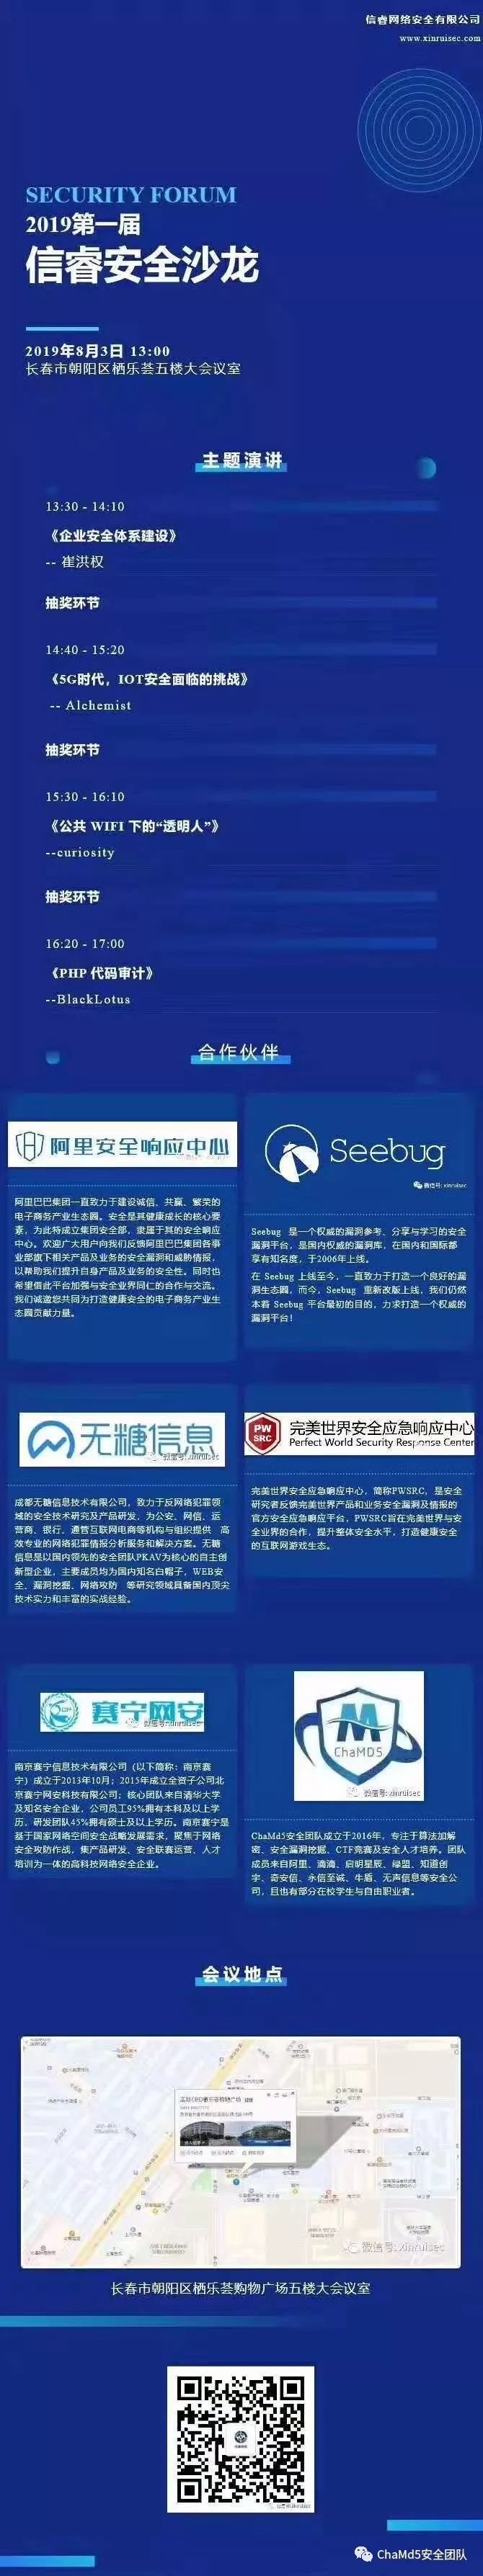 信睿网络安全有限公司
www.xinruisec.com
SECURITY FORUM
2019第一届
信睿安全沙龙
2019年8月3日 13:00
长春市朝阳区栖乐荟五楼大会议室
主题演讲
13:30 - 14:10
《企业安全体系建设》
-- 崔洪权
抽奖环节
14:40 - 15:20
《5G时代，IOT安全面临的挑战》
-- Alchemist
抽奖环节
15:30 - 16:10
《公共 WIFI 下的“透明人”》
--curiosity
抽奖环节
16:20 - 17:00
《PHP 代码审计》
--BlackLotus
合作伙伴
阿里安全响应中心
阿里巴巴集团一直致力于建设诚信、共赢、繁荣的
电子商务产业生态圆。安全是其健康成长的核心要
素，为此特成立集团安全部，隶属于其的安全响应
中心。欢迎广大用户向我们反馈阿里巴巴集团各事
业部旗下相关产品及业务的安全漏洞和威胁情报，
以帮助我们提升自身产品及业务的安全性。同时也
希望借此平台加强与安全业界同仁的合作与交流。
我们诚邀您共同为打造健康安全的电子商务产业生
态圆贡献力量。
Seebug
微信号: xinruisec
Seebug 是一个权威的漏洞参考、分享与学习的安全
漏洞平台，是国内权威的漏洞库，在国内和国际都
享有知名度，于2006年上线。
在 Seebug 上线至今，一直致力于打造一个良好的漏
洞生态圆，而今，Seebug 重新改版上线，我们仍然
本着 Seebug 平台最初的目的，力求打造一个权威的
漏洞平台！
无糖信息
微信号: xinruisec
成都无糖信息技术有限公司，致力于反网络犯罪领
域的安全技术研究及产品研发，为公安、网信、运
营商、银行、通管互联网电商等机构与组织提供 高
效专业的网络犯罪情报分析服务和解决方案。无糖
信息是以国内领先的安全团队PKAV为核心的自主创
新型企业，主要成员均为国内知名白帽子，WEB安
全、漏洞挖掘、网络攻防 等研究领域具备国内顶尖
技术实力和丰富的实战经验。
PW
SRC
完美世界安全应急响应中心
Perfect World Security Response Center
完美世界安全应急响应中心，简称PWSRC，是安全
研究者反馈完美世界产品和业务安全漏洞及情报的
官方安全应急响应平台，PWSRC旨在完美世界与安
全业界的合作，提升整体安全水平，打造健康安全
的互联网游戏生态。
赛宁网安
微信号: xinruisec
南京赛宁信息技术有限公司（以下简称：南京赛
宁）成立于2013年10月；2015年成立全资子公司北
京赛宁网安科技有限公司；核心团队来自清华大学
及知名安全企业，公司员工95%拥有本科及以上学
历，研发团队45%拥有硕士及以上学历。南京赛宁是
基于国家网络空间安全战略发展需求，聚焦于网络
安全攻防作战，集产品研发、安全联赛运营、人才
培训为一体的高科技网络安全企业。
ChaMD5
微信号: xinruisec
ChaMd5安全团队成立于2016年，专注于算法加解
密、安全漏洞挖掘、CTF竞赛及安全人才培养。团队
成员来自阿里、滴滴、启明星辰、绿盟、知道创
宇、奇安信、永信至诚、牛盾、无声信息等安全公
司，且也有部分在校学生与自由职业者。
会议地点
微信号: xinruisec
长春市朝阳区栖乐荟购物广场五楼大会议室
ChaMd5安全团队